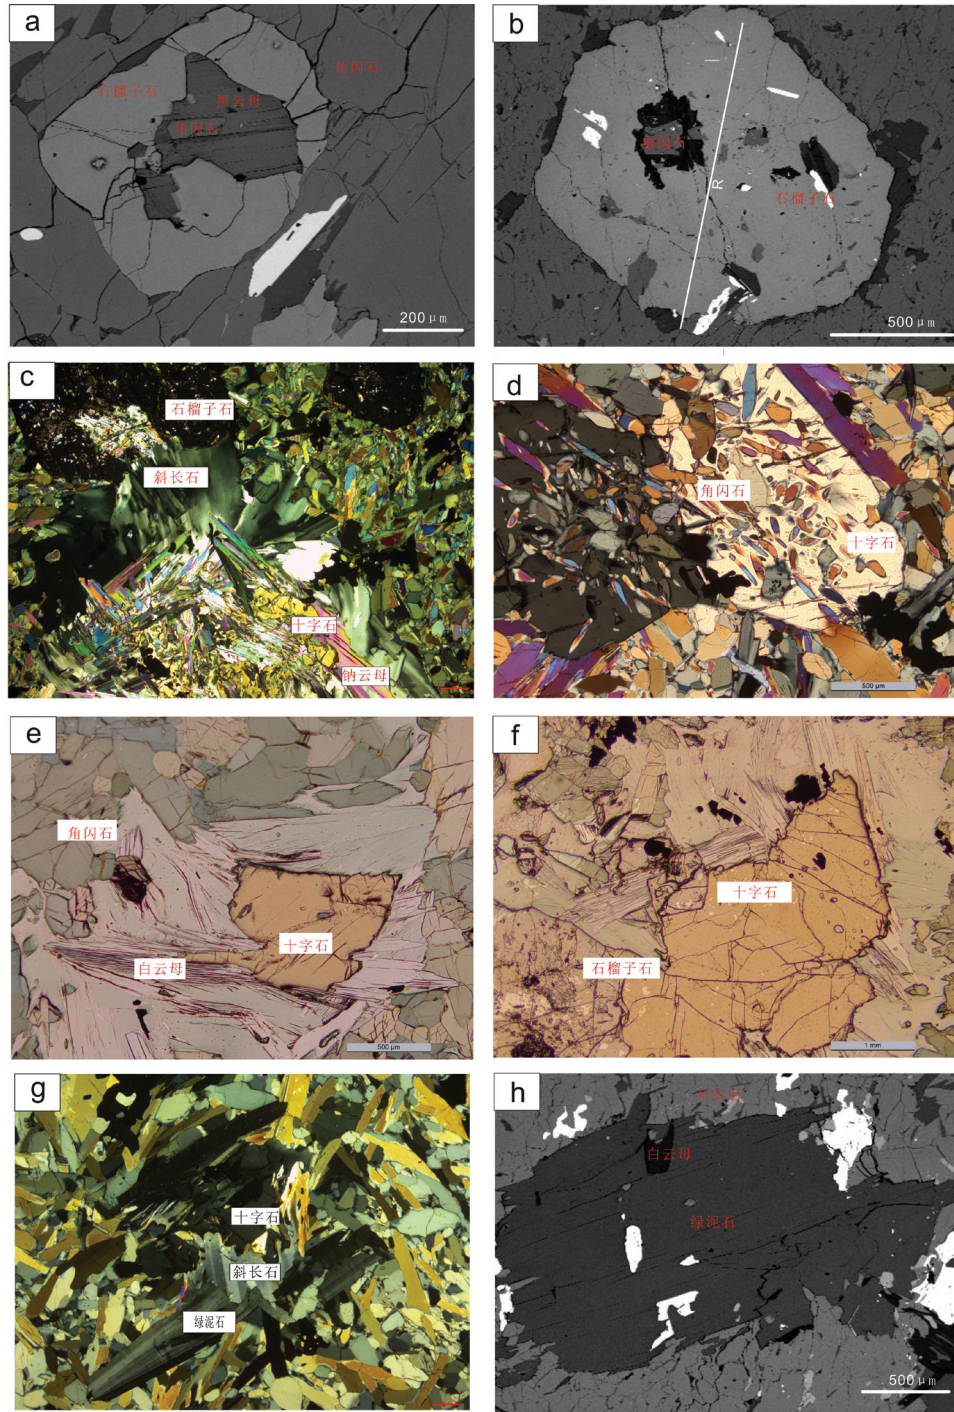 a
石榴子石
黑云母
角闪石
角闪石
200 μm
b
角闪石
R
石榴子石
500 μm
c
石榴子石
斜长石
十字石
钠云母
d
角闪石
十字石
500 μm
e
角闪石
十字石
白云母
500 μm
f
十字石
石榴子石
1 mm
g
十字石
斜长石
绿泥石
h
角闪石
白云母
绿泥石
500 μm